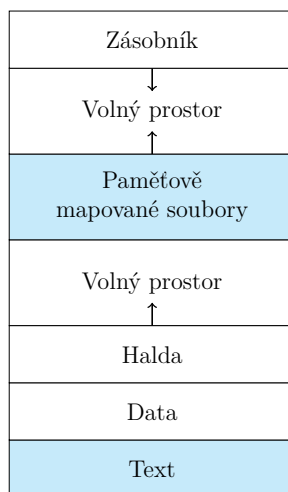 Zásobník
Volný prostor
Paměťově
mapované soubory
Volný prostor
Halda
Data
Text